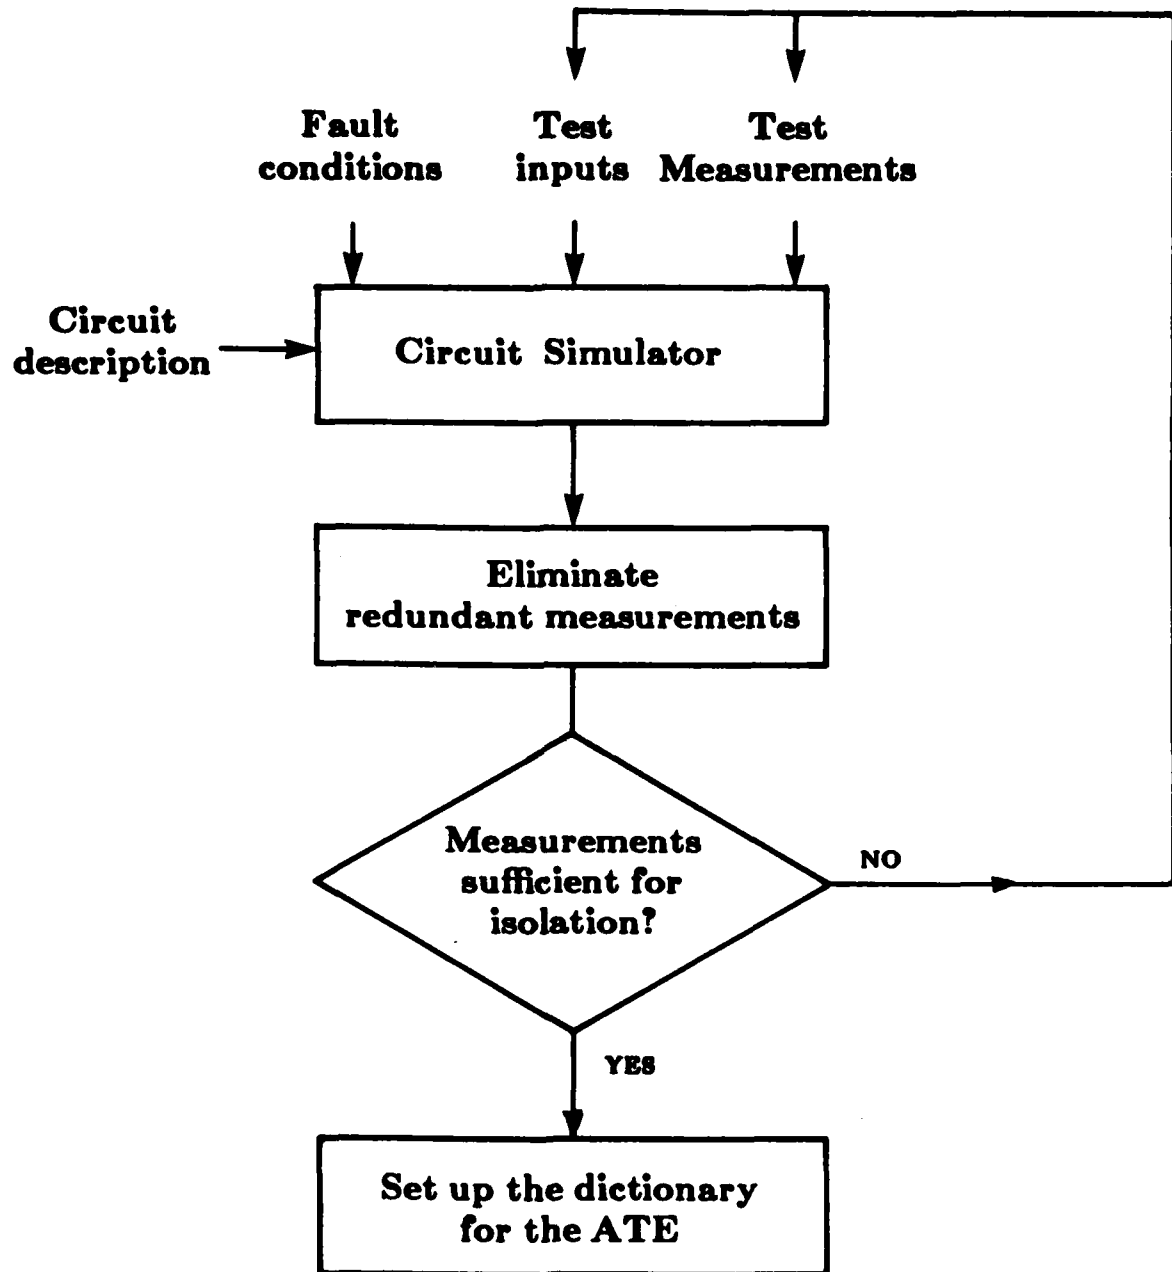 Fault
conditions
Test
inputs
Test
Measurements
Circuit
description
Circuit Simulator
Eliminate
redundant measurements
Measurements
sufficient for
isolation?
NO
YES
Set up the dictionary
for the ATE